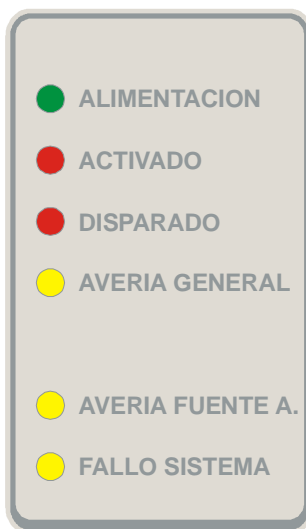 ALIMENTACION
ACTIVADO
DISPARADO
AVERIA GENERAL
AVERIA FUENTE A.
FALLO SISTEMA